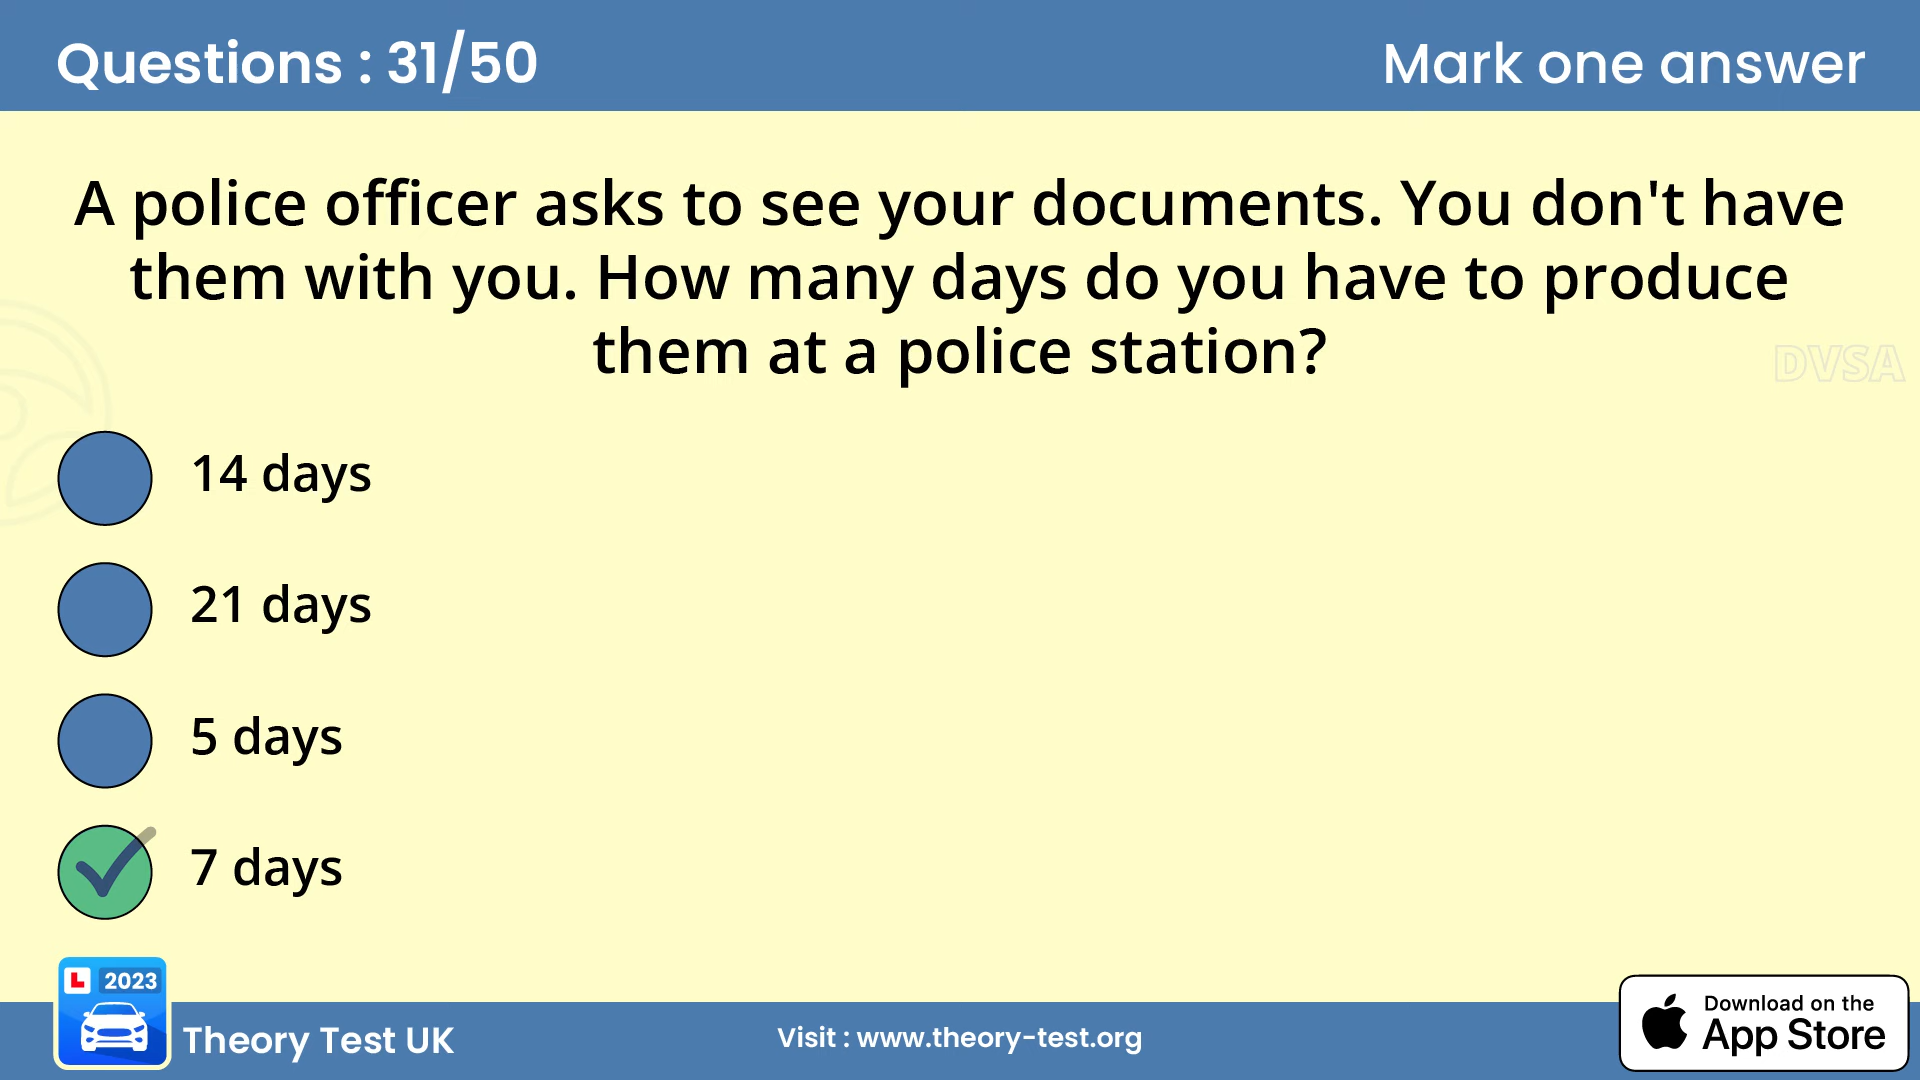 Questions : 31/50
Mark one answer
A police officer asks to see your documents. You don't have
them with you. How many days do you have to produce
them at a police station?
DVSA
14 days
21 days
5 days
7 days
L 2023
Theory Test UK
Visit : www.theory-test.org
Download on the
App Store